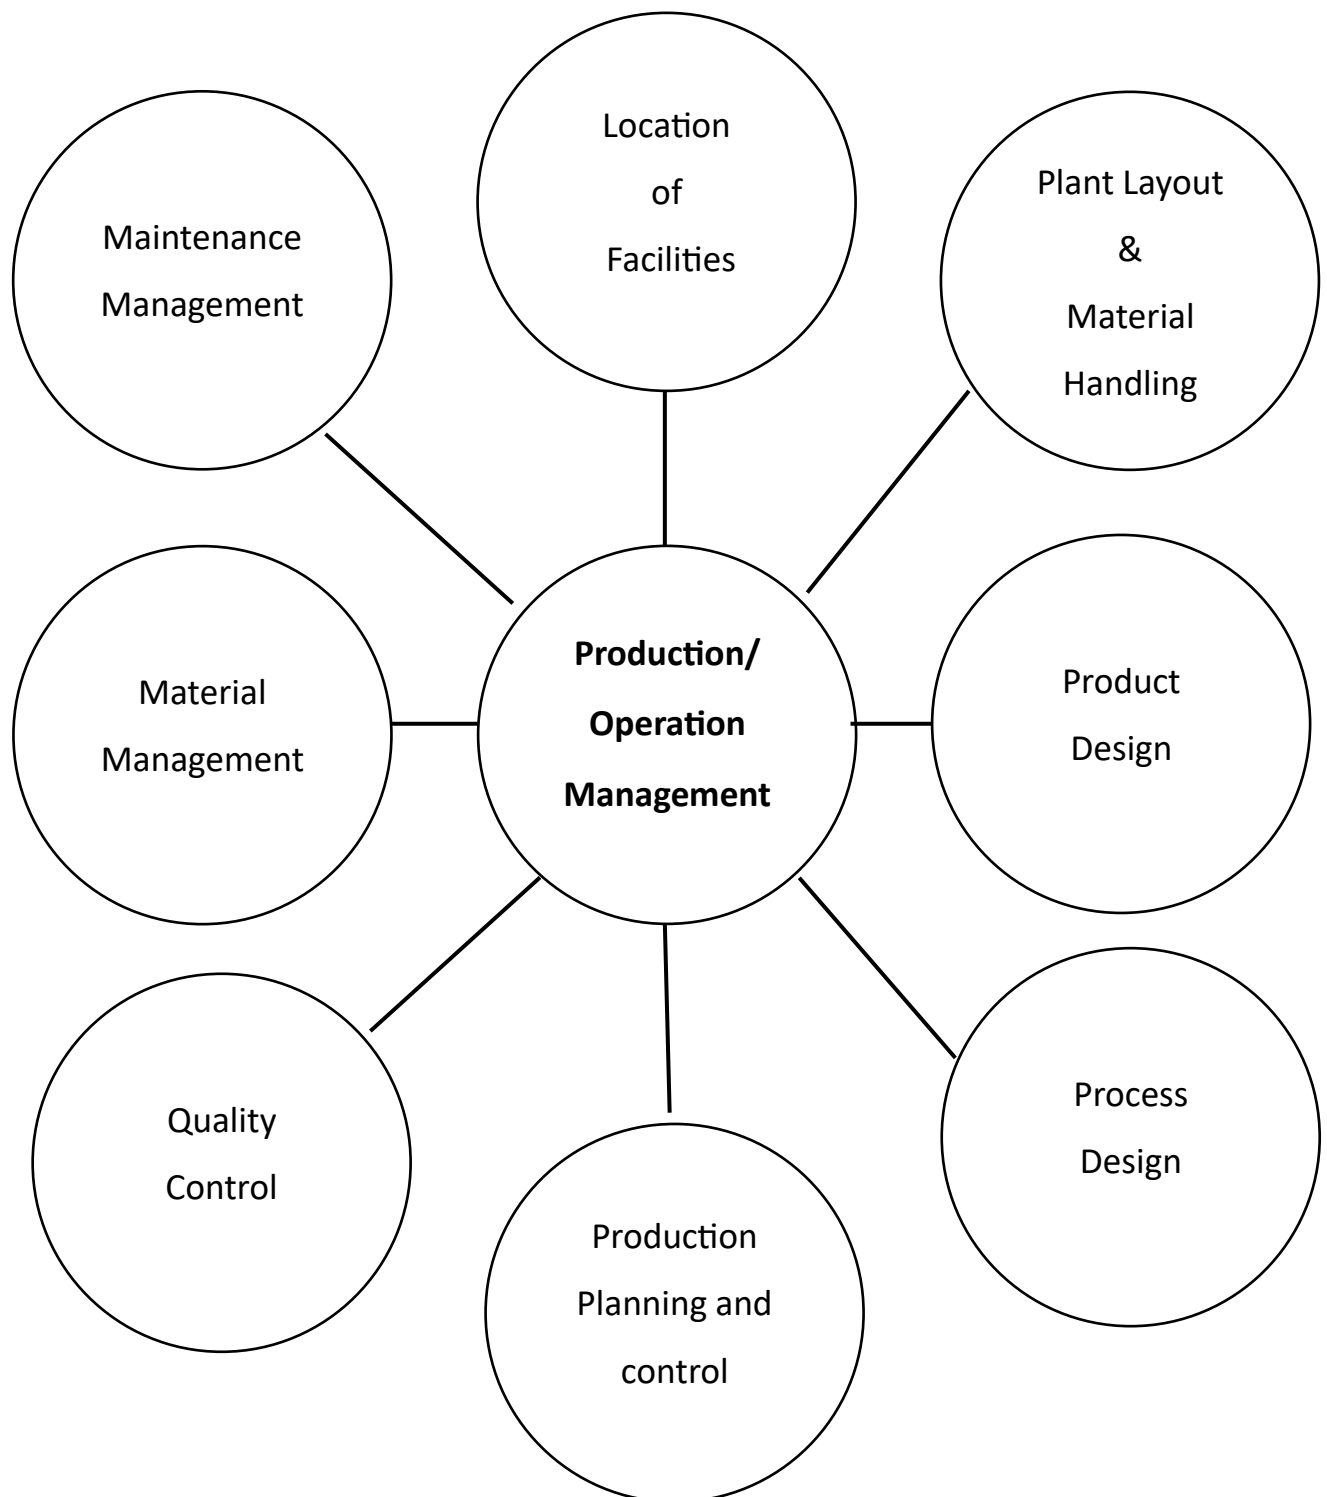 Location
of
Facilities
Plant Layout
&
Material
Handling
Maintenance
Management
Production/
Operation
Management
Product
Design
Material
Management
Process
Design
Quality
Control
Production
Planning and
control